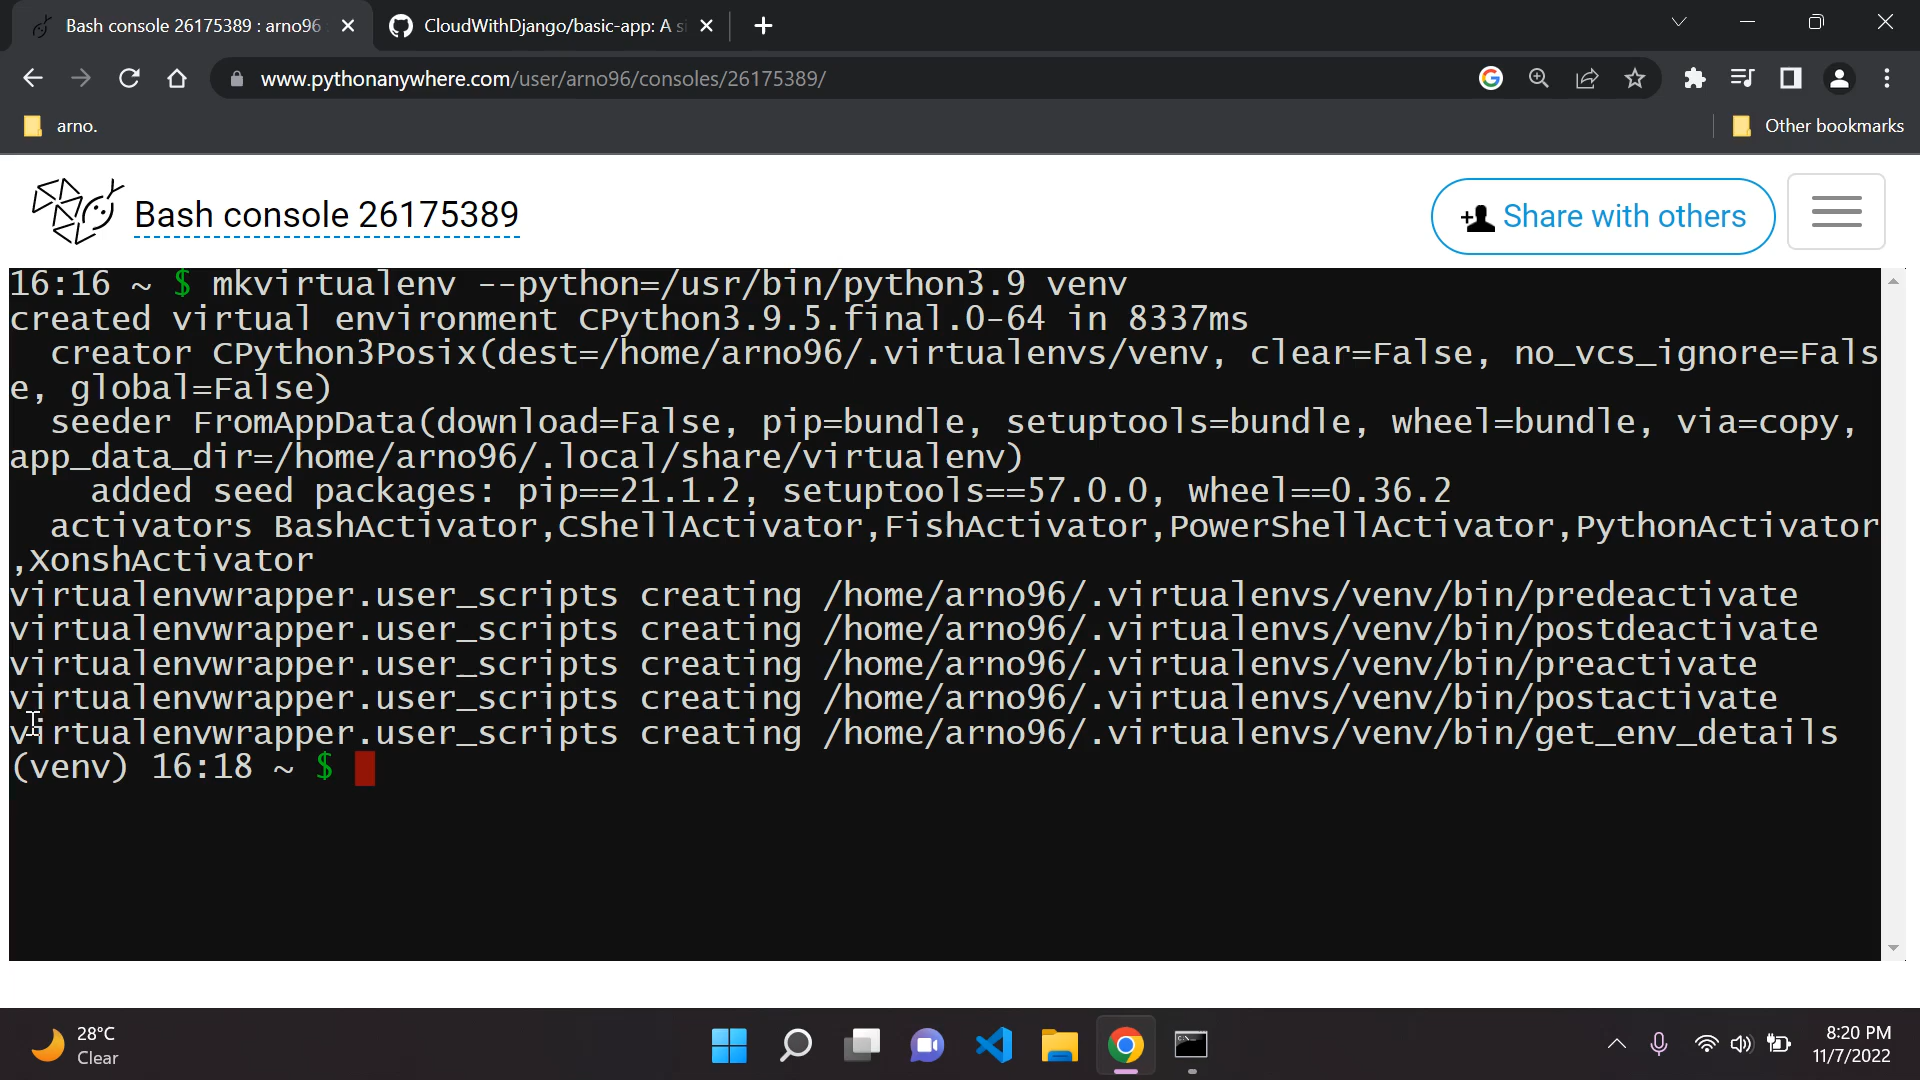 Bash console 26175389 : arno96
CloudWithDjango/basic-app: A si
www.pythonanywhere.com/user/arno96/consoles/26175389/
arno.
Other bookmarks
Bash console 26175389
Share with others
16:16 ~ $ mkvirtualenv --python=/usr/bin/python3.9 venv
created virtual environment CPython3.9.5.final.0-64 in 8337ms
  creator CPython3Posix(dest=/home/arno96/.virtualenvs/venv, clear=False, no_vcs_ignore=Fals
e, global=False)
  seeder FromAppData(download=False, pip=bundle, setuptools=bundle, wheel=bundle, via=copy,
app_data_dir=/home/arno96/.local/share/virtualenv)
    added seed packages: pip==21.1.2, setuptools==57.0.0, wheel==0.36.2
  activators BashActivator,CShellActivator,FishActivator,PowerShellActivator,PythonActivator
,XonshActivator
virtualenvwrapper.user_scripts creating /home/arno96/.virtualenvs/venv/bin/predeactivate
virtualenvwrapper.user_scripts creating /home/arno96/.virtualenvs/venv/bin/postdeactivate
virtualenvwrapper.user_scripts creating /home/arno96/.virtualenvs/venv/bin/preactivate
virtualenvwrapper.user_scripts creating /home/arno96/.virtualenvs/venv/bin/postactivate
virtualenvwrapper.user_scripts creating /home/arno96/.virtualenvs/venv/bin/get_env_details
(venv) 16:18 ~ $
28°C
Clear
8:20 PM
11/7/2022